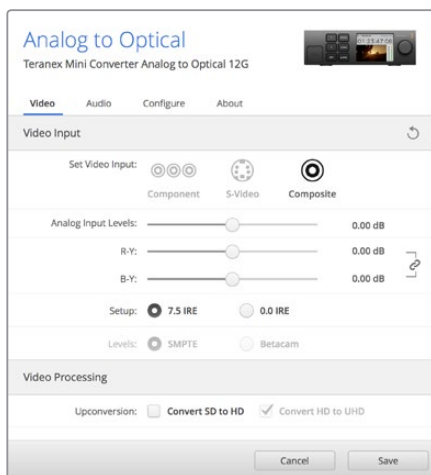 Analog to Optical
Teranex Mini Converter Analog to Optical 12G
Video Audio Configure About
Video Input
Set Video Input:
Component S-Video Composite
Analog Input Levels: 0.00 dB
R-Y: 0.00 dB
B-Y: 0.00 dB
Setup: 7.5 IRE 0.0 IRE
Levels: SMPTE Betacam
Video Processing
Upconversion: Convert SD to HD Convert HD to UHD
Cancel Save